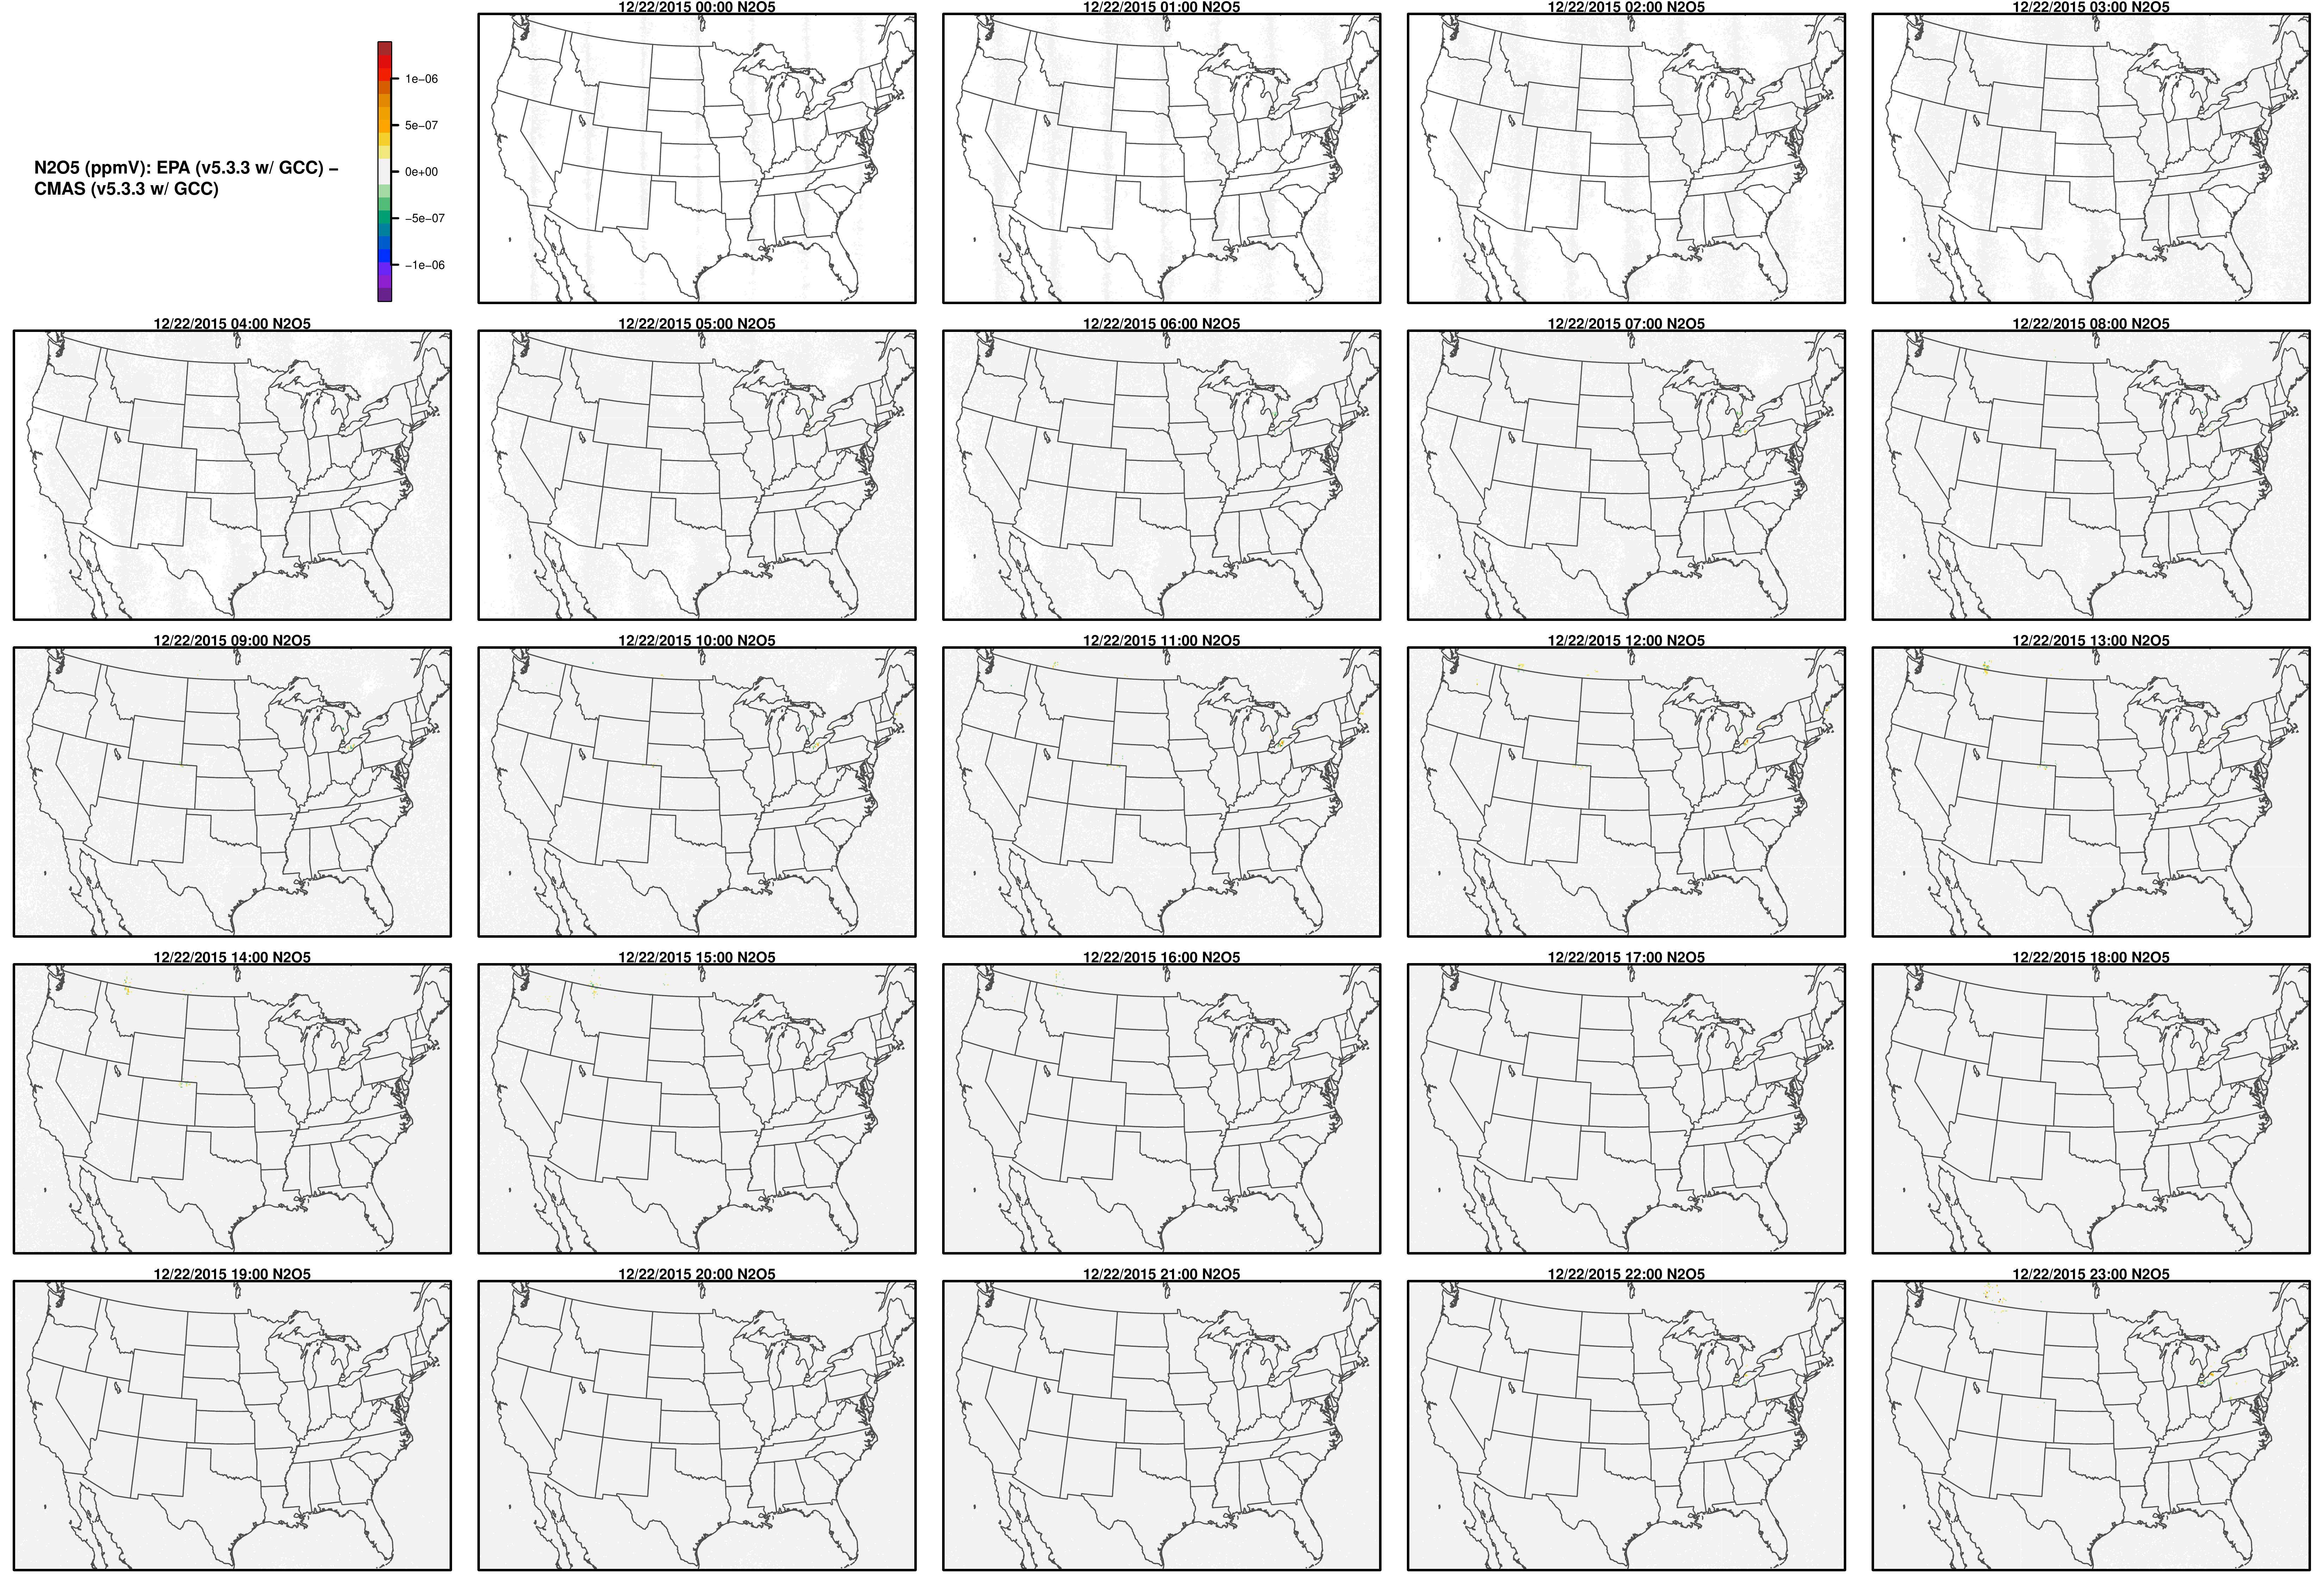 12/22/2015 00:00 N2O5
12/22/2015 01:00 N2O5
12/22/2015 02:00 N2O5
12/22/2015 03:00 N2O5
N2O5 (ppmV): EPA (v5.3.3 w/ GCC) –
CMAS (v5.3.3 w/ GCC)
1e−06
5e−07
0e+00
−5e−07
−1e−06
12/22/2015 04:00 N2O5
12/22/2015 05:00 N2O5
12/22/2015 06:00 N2O5
12/22/2015 07:00 N2O5
12/22/2015 08:00 N2O5
12/22/2015 09:00 N2O5
12/22/2015 10:00 N2O5
12/22/2015 11:00 N2O5
12/22/2015 12:00 N2O5
12/22/2015 13:00 N2O5
12/22/2015 14:00 N2O5
12/22/2015 15:00 N2O5
12/22/2015 16:00 N2O5
12/22/2015 17:00 N2O5
12/22/2015 18:00 N2O5
12/22/2015 19:00 N2O5
12/22/2015 20:00 N2O5
12/22/2015 21:00 N2O5
12/22/2015 22:00 N2O5
12/22/2015 23:00 N2O5